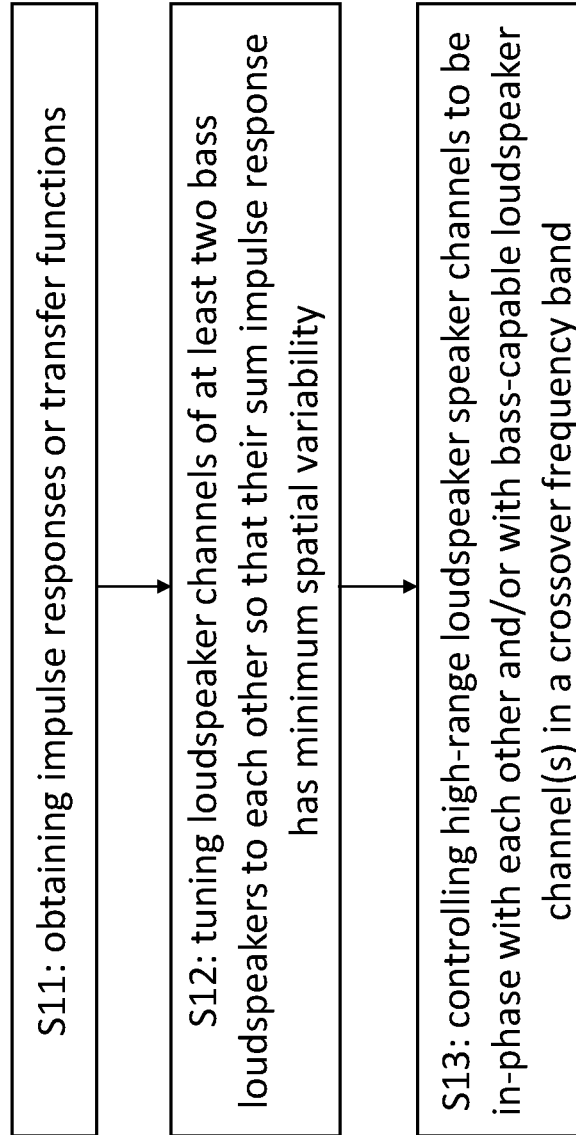 S11: obtaining impulse responses or transfer functions
S12: tuning loudspeaker channels of at least two bass
loudspeakers to each other so that their sum impulse response
has minimum spatial variability
S13: controlling high-range loudspeaker speaker channels to be
in-phase with each other and/or with bass-capable loudspeaker
channel(s) in a crossover frequency band